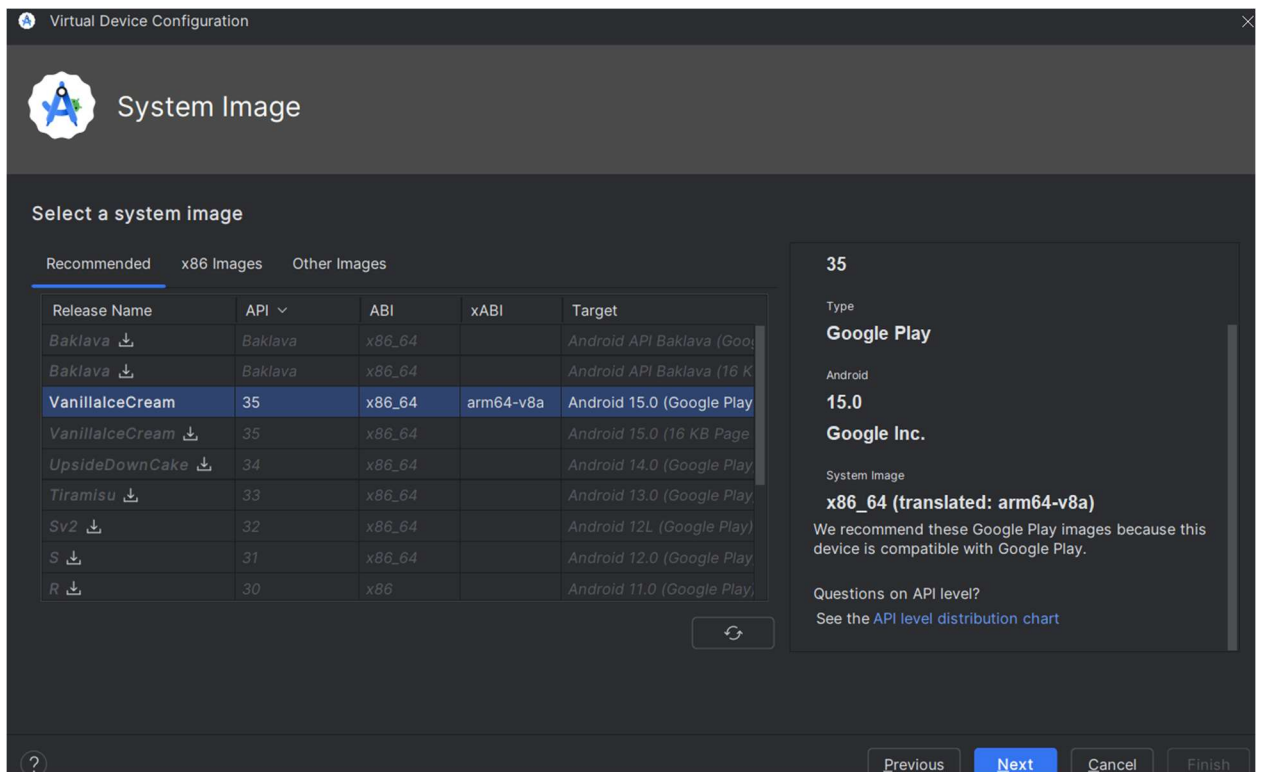 Virtual Device Configuration
System Image
Select a system image
Recommended x86 Images Other Images
Release Name API ABI xABI Target
Baklava Baklava x86_64 Android API Baklava (Goog
Baklava Baklava x86_64 Android API Baklava (16 K
VanillaIceCream 35 x86_64 arm64-v8a Android 15.0 (Google Play
VanillaIceCream 35 x86_64 Android 15.0 (16 KB Page
UpsideDownCake 34 x86_64 Android 14.0 (Google Play
Tiramisu 33 x86_64 Android 13.0 (Google Play
Sv2 32 x86_64 Android 12L (Google Play)
S 31 x86_64 Android 12.0 (Google Play
R 30 x86 Android 11.0 (Google Play)
35
Type
Google Play
Android
15.0
Google Inc.
System Image
x86_64 (translated: arm64-v8a)
We recommend these Google Play images because this
device is compatible with Google Play.
Questions on API level?
See the API level distribution chart
? Previous Next Cancel Finish